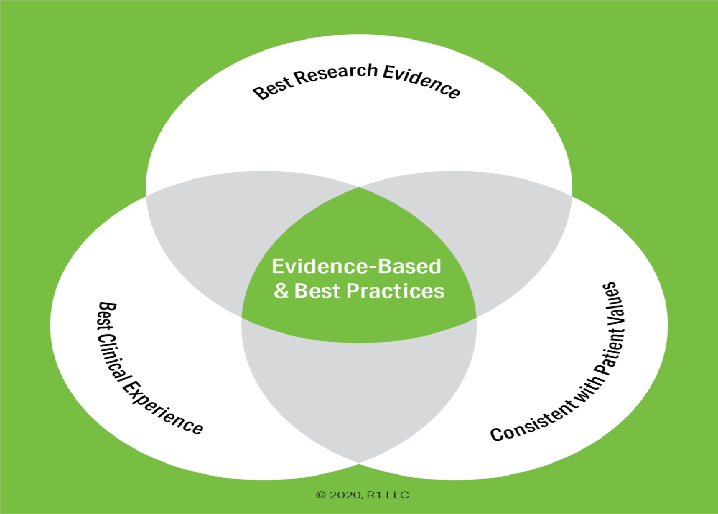 Best Research Evidence
Evidence-Based
& Best Practices
Best Clinical Experience
Consistent with Patient Values
© 2020, R1 LLC